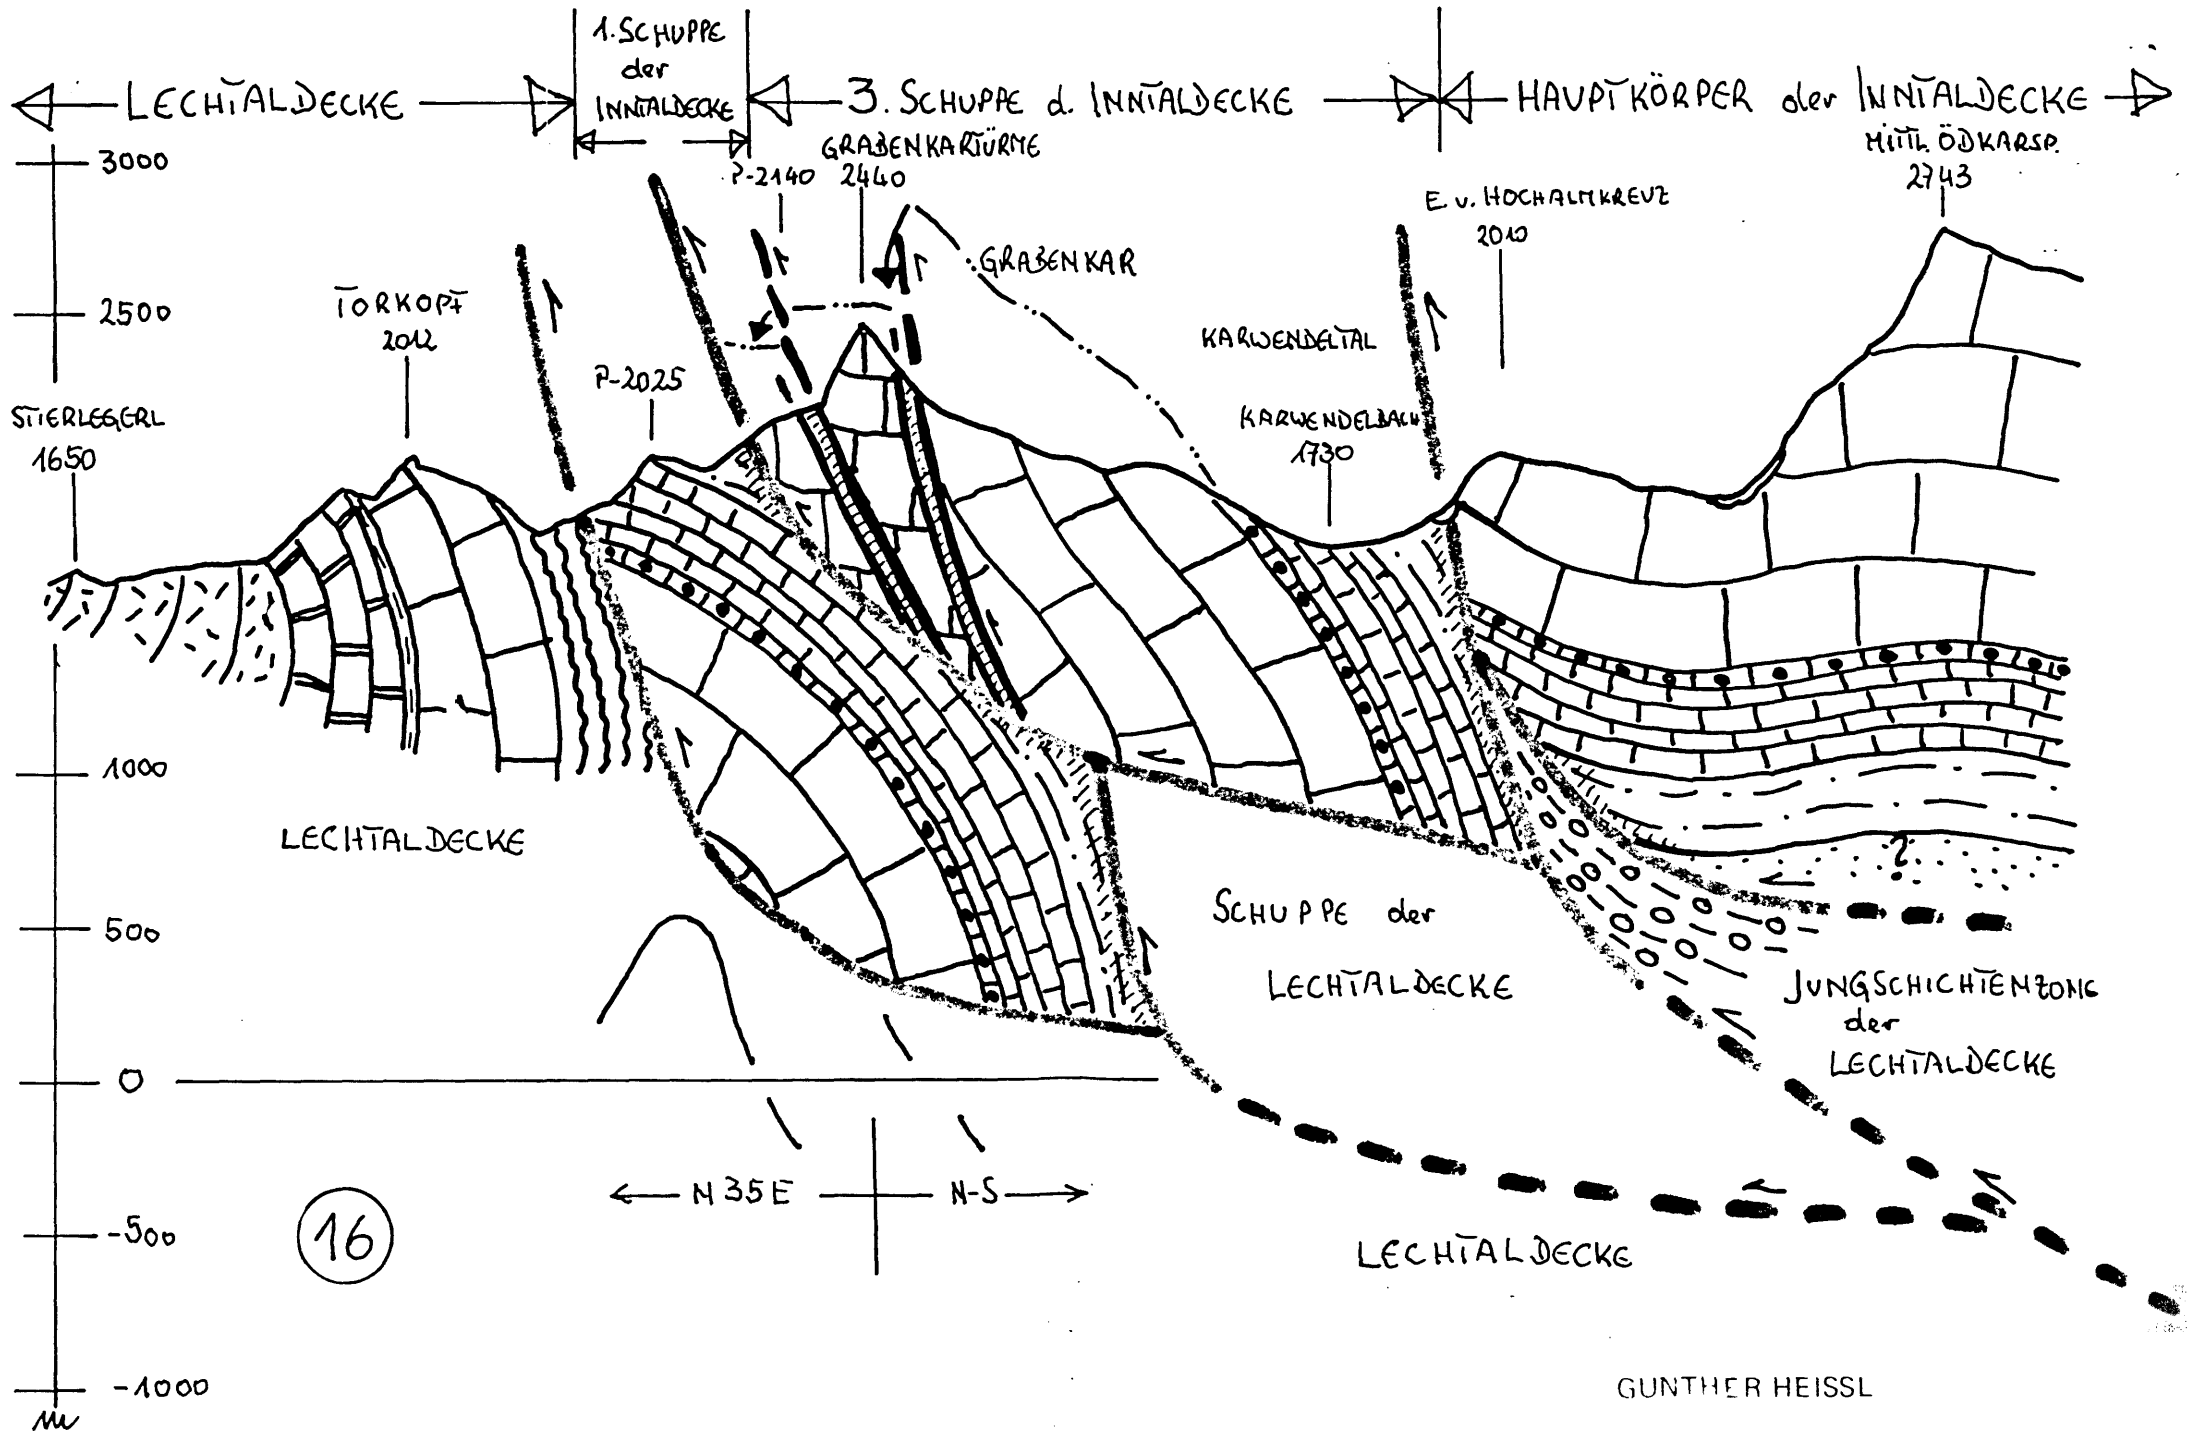 1. SCHUPPE
der
INNTALDECKE
LECHTALDECKE
3. SCHUPPE d. INNTALDECKE
HAUPTKÖRPER der INNTALDECKE
GRABENKARTÜRME
2440
P-2140
MITTL. ÖDKARSP.
2743
3000
E v. HOCHALMKREUZ
2010
GRABENKAR
TORKOPF
2012
2500
KARWENDELTAL
P-2025
STIERLEGERL
1650
KARWENDELBACH
1730
1000
LECHTALDECKE
?
500
SCHUPPE der
LECHTALDECKE
JUNGSCHICHTENZONE
der
LECHTALDECKE
0
N 35 E
N-S
-500
16
LECHTALDECKE
-1000
m
GUNTHER HEISSL